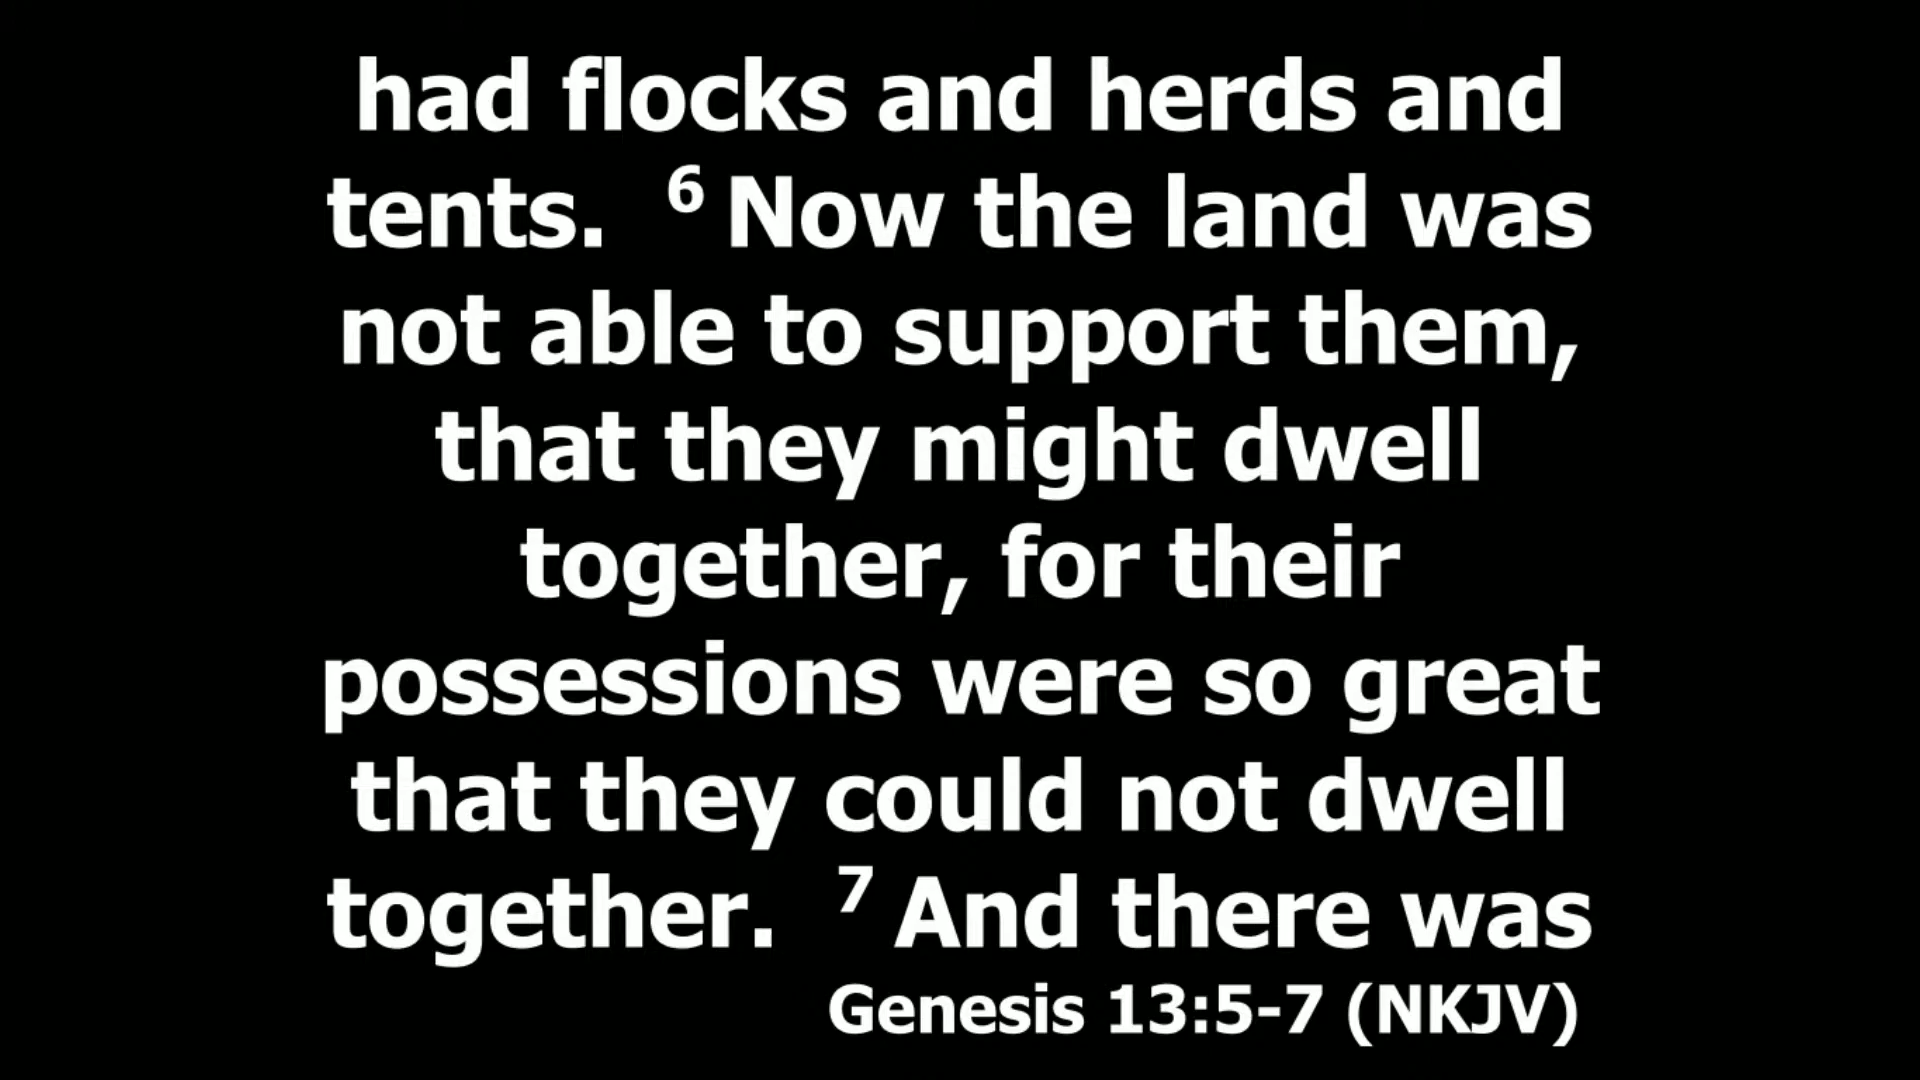 had flocks and herds and
tents. 6 Now the land was
not able to support them,
that they might dwell
together, for their
possessions were so great
that they could not dwell
together. 7 And there was
Genesis 13:5-7 (NKJV)